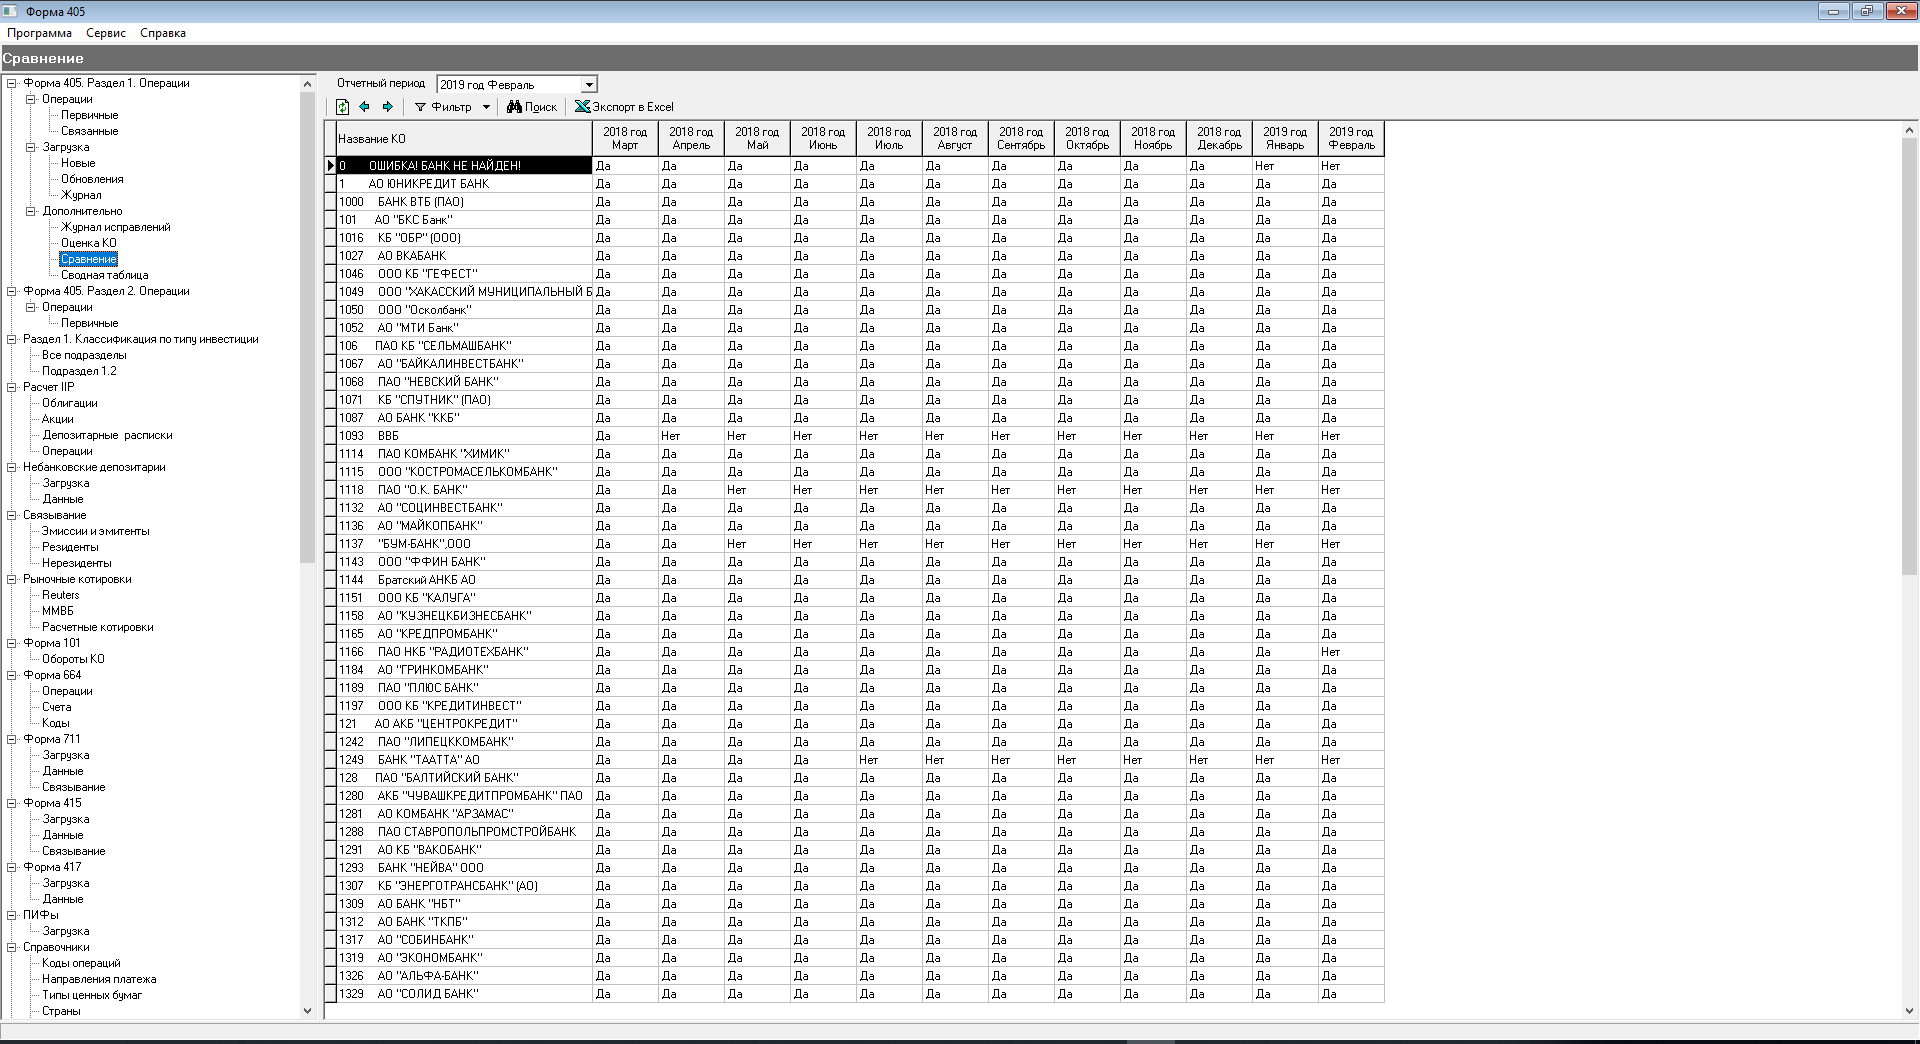 Форма 405
Программа Сервис Справка
Сравнение
Форма 405. Раздел 1. Операции
Операции
Первичные
Связанные
Загрузка
Новые
Обновления
Журнал
Дополнительно
Журнал исправлений
Оценка КО
Сравнение
Сводная таблица
Форма 405. Раздел 2. Операции
Операции
Первичные
Раздел 1. Классификация по типу инвестиции
Все подразделы
Подраздел 1.2
Расчет IIP
Облигации
Акции
Депозитарные расписки
Операции
Небанковские депозитарии
Загрузка
Данные
Связывание
Эмиссии и эмитенты
Резиденты
Нерезиденты
Рыночные котировки
Reuters
ММВБ
Расчетные котировки
Форма 101
Обороты КО
Форма 664
Операции
Счета
Коды
Форма 711
Загрузка
Данные
Связывание
Форма 415
Загрузка
Данные
Связывание
Форма 417
Загрузка
Данные
ПИФы
Загрузка
Справочники
Коды операций
Направления платежа
Типы ценных бумаг
Страны
Отчетный период 2019 год Февраль
Фильтр Поиск Экспорт в Excel
Название КО 2018 год Март 2018 год Апрель 2018 год Май 2018 год Июнь 2018 год Июль 2018 год Август 2018 год Сентябрь 2018 год Октябрь 2018 год Ноябрь 2018 год Декабрь 2019 год Январь 2019 год Февраль
0 ОШИБКА! БАНК НЕ НАЙДЕН! Да Да Да Да Да Да Да Да Да Да Нет Нет
1 АО ЮНИКРЕДИТ БАНК Да Да Да Да Да Да Да Да Да Да Да Да
1000 БАНК ВТБ (ПАО) Да Да Да Да Да Да Да Да Да Да Да Да
101 АО "БКС Банк" Да Да Да Да Да Да Да Да Да Да Да Да
1016 КБ "ОБР" (ООО) Да Да Да Да Да Да Да Да Да Да Да Да
1027 АО ВКАБАНК Да Да Да Да Да Да Да Да Да Да Да Да
1046 ООО КБ "ГЕФЕСТ" Да Да Да Да Да Да Да Да Да Да Да Да
1049 ООО "ХАКАССКИЙ МУНИЦИПАЛЬНЫЙ Б Да Да Да Да Да Да Да Да Да Да Да Да
1050 ООО "Осколбанк" Да Да Да Да Да Да Да Да Да Да Да Да
1052 АО "МТИ Банк" Да Да Да Да Да Да Да Да Да Да Да Да
106 ПАО КБ "СЕЛЬМАШБАНК" Да Да Да Да Да Да Да Да Да Да Да Да
1067 АО "БАЙКАЛИНВЕСТБАНК" Да Да Да Да Да Да Да Да Да Да Да Да
1068 ПАО "НЕВСКИЙ БАНК" Да Да Да Да Да Да Да Да Да Да Да Да
1071 КБ "СПУТНИК" (ПАО) Да Да Да Да Да Да Да Да Да Да Да Да
1087 АО БАНК "ККБ" Да Да Да Да Да Да Да Да Да Да Да Да
1093 ВВБ Да Нет Нет Нет Нет Нет Нет Нет Нет Нет Нет Нет
1114 ПАО КОМБАНК "ХИМИК" Да Да Да Да Да Да Да Да Да Да Да Да
1115 ООО "КОСТРОМАСЕЛЬКОМБАНК" Да Да Да Да Да Да Да Да Да Да Да Да
1118 ПАО "О.К. БАНК" Да Да Нет Нет Нет Нет Нет Нет Нет Нет Нет Нет
1132 АО "СОЦИНВЕСТБАНК" Да Да Да Да Да Да Да Да Да Да Да Да
1136 АО "МАЙКОПБАНК" Да Да Да Да Да Да Да Да Да Да Да Да
1137 "БУМ-БАНК",ООО Да Да Нет Нет Нет Нет Нет Нет Нет Нет Нет Нет
1143 ООО "ФФИН БАНК" Да Да Да Да Да Да Да Да Да Да Да Да
1144 Братский АНКБ АО Да Да Да Да Да Да Да Да Да Да Да Да
1151 ООО КБ "КАЛУГА" Да Да Да Да Да Да Да Да Да Да Да Да
1158 АО "КУЗНЕЦКБИЗНЕСБАНК" Да Да Да Да Да Да Да Да Да Да Да Да
1165 АО "КРЕДПРОМБАНК" Да Да Да Да Да Да Да Да Да Да Да Да
1166 ПАО НКБ "РАДИОТЕХБАНК" Да Да Да Да Да Да Да Да Да Да Да Нет
1184 АО "ГРИНКОМБАНК" Да Да Да Да Да Да Да Да Да Да Да Да
1189 ПАО "ПЛЮС БАНК" Да Да Да Да Да Да Да Да Да Да Да Да
1197 ООО КБ "КРЕДИТИНВЕСТ" Да Да Да Да Да Да Да Да Да Да Да Да
121 АО АКБ "ЦЕНТРОКРЕДИТ" Да Да Да Да Да Да Да Да Да Да Да Да
1242 ПАО "ЛИПЕЦККОМБАНК" Да Да Да Да Да Да Да Да Да Да Да Да
1249 БАНК "ТААТТА" АО Да Да Да Да Нет Нет Нет Нет Нет Нет Нет Нет
128 ПАО "БАЛТИЙСКИЙ БАНК" Да Да Да Да Да Да Да Да Да Да Да Да
1280 АКБ "ЧУВАШКРЕДИТПРОМБАНК" ПАО Да Да Да Да Да Да Да Да Да Да Да Да
1281 АО КОМБАНК "АРЗАМАС" Да Да Да Да Да Да Да Да Да Да Да Да
1288 ПАО СТАВРОПОЛЬПРОМСТРОЙБАНК Да Да Да Да Да Да Да Да Да Да Да Да
1291 АО КБ "ВАКОБАНК" Да Да Да Да Да Да Да Да Да Да Да Да
1293 БАНК "НЕЙВА" ООО Да Да Да Да Да Да Да Да Да Да Да Да
1307 КБ "ЭНЕРГОТРАНСБАНК" (АО) Да Да Да Да Да Да Да Да Да Да Да Да
1309 АО БАНК "НБТ" Да Да Да Да Да Да Да Да Да Да Да Да
1312 АО БАНК "ТКПБ" Да Да Да Да Да Да Да Да Да Да Да Да
1317 АО "СОБИНБАНК" Да Да Да Да Да Да Да Да Да Да Да Да
1319 АО "ЭКОНОМБАНК" Да Да Да Да Да Да Да Да Да Да Да Да
1326 АО "АЛЬФА-БАНК" Да Да Да Да Да Да Да Да Да Да Да Да
1329 АО "СОЛИД БАНК" Да Да Да Да Да Да Да Да Да Да Да Да